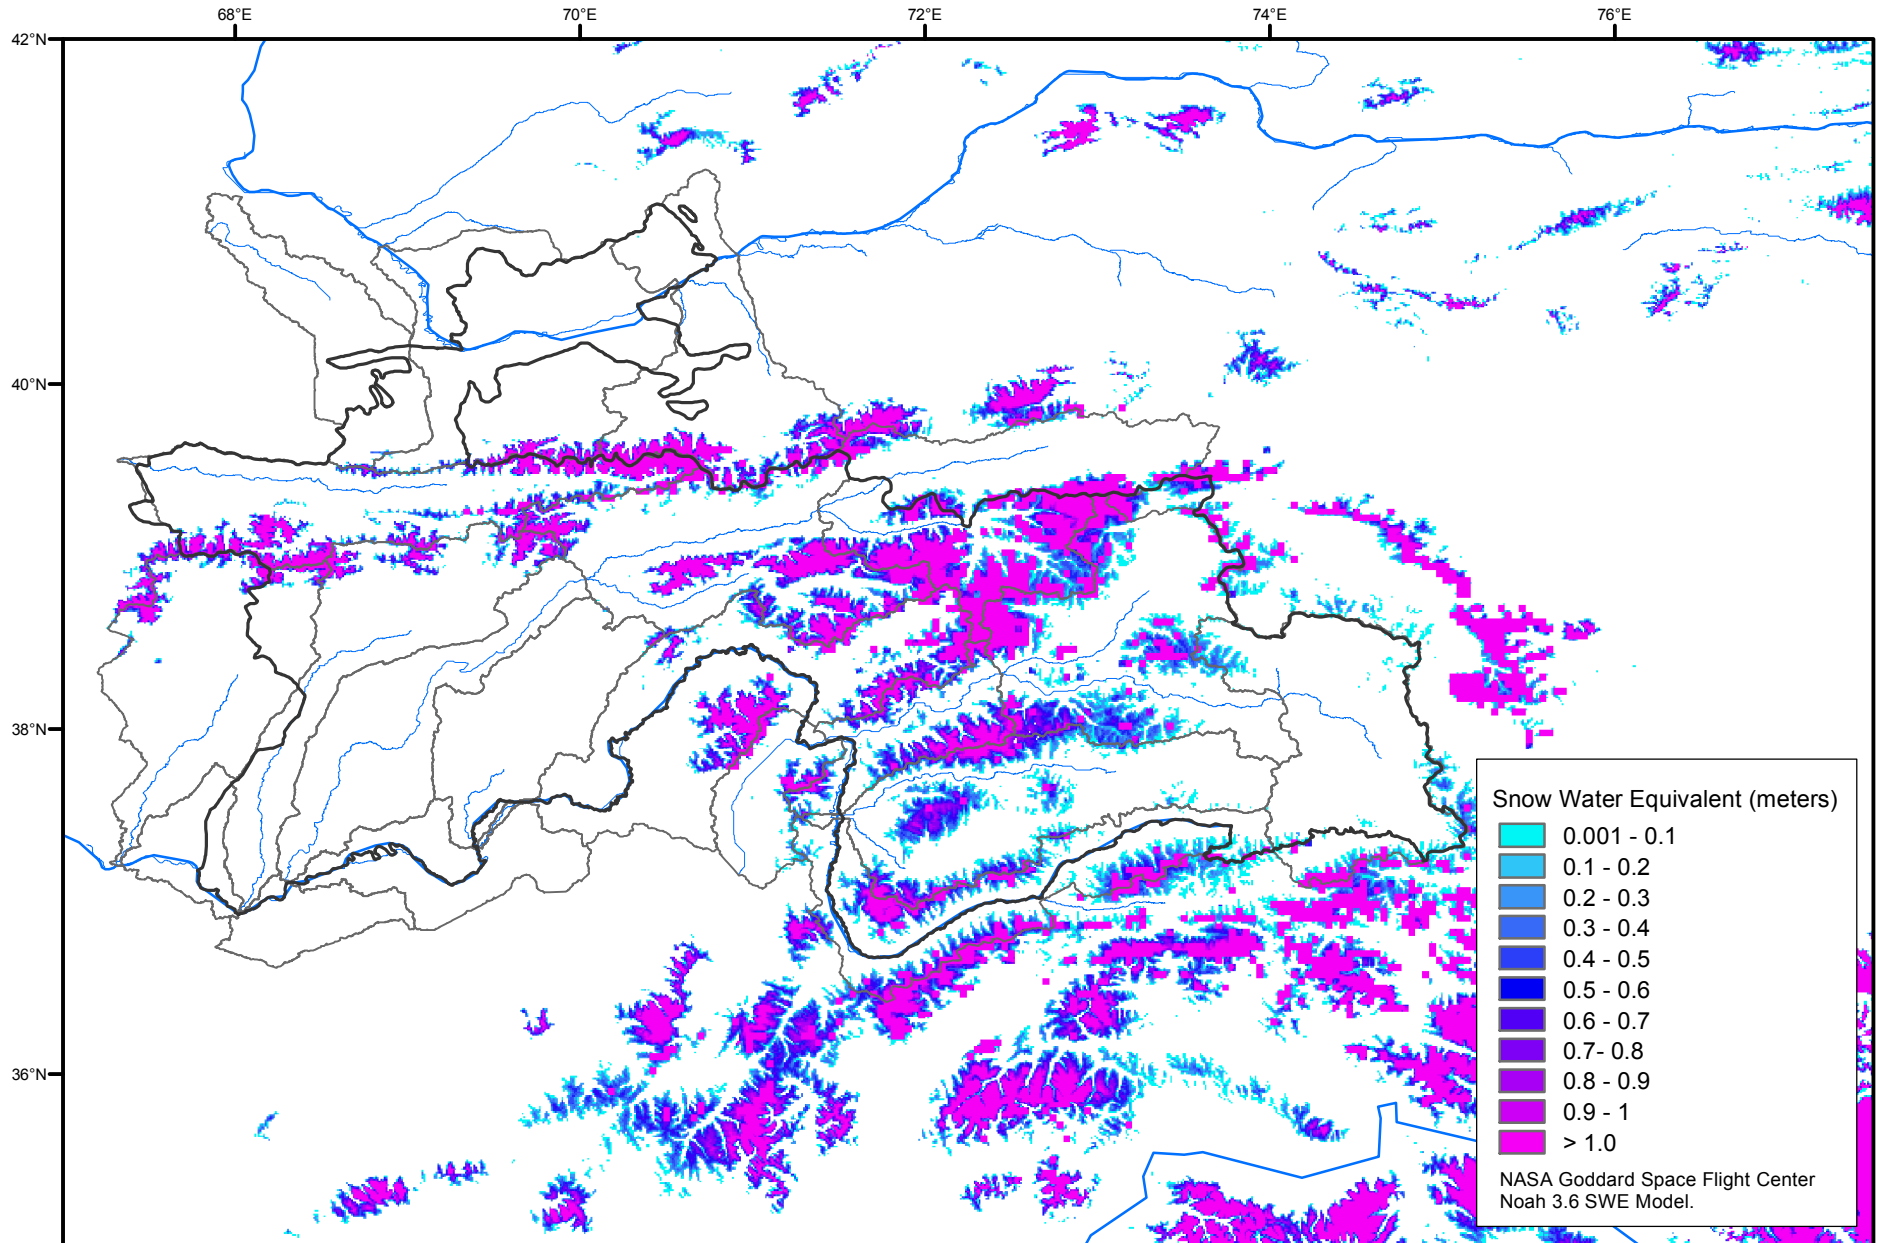 68°E 70°E 72°E 74°E 76°E
42°N
40°N
38°N
36°N
Snow Water Equivalent (meters)
0.001 - 0.1
0.1 - 0.2
0.2 - 0.3
0.3 - 0.4
0.4 - 0.5
0.5 - 0.6
0.6 - 0.7
0.7- 0.8
0.8 - 0.9
0.9 - 1
> 1.0
NASA Goddard Space Flight Center
Noah 3.6 SWE Model.